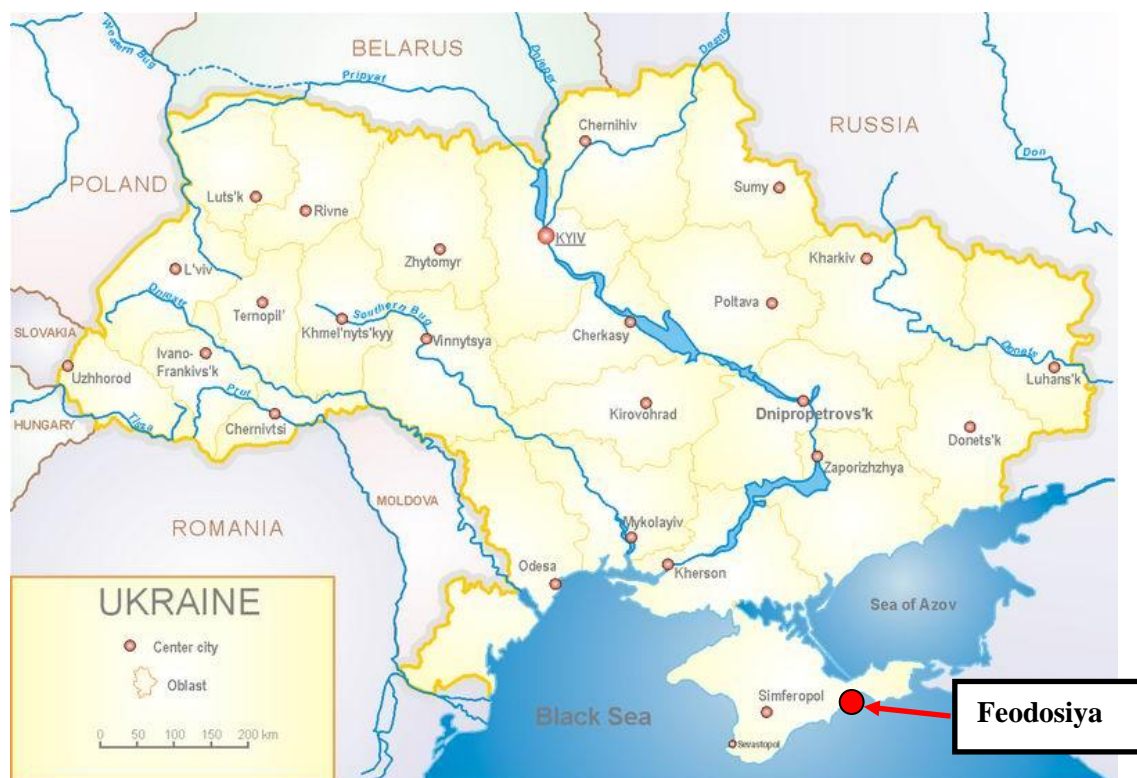 Western Bug
BELARUS
Dnieper
Desna
Pripyat
Chernihiv
RUSSIA
Don
POLAND
Sumy
Luts'k
Rivne
KYIV
Zhytomyr
Kharkiv
L'viv
Dniestr
Ternopil'
Southern Bug
Khmel'nyts'kyy
Vinnytsya
Poltava
Cherkasy
SLOVAKIA
Ivano-
Frankivs'k
Uzhhorod
Donets
Luhans'k
Prut
HUNGARY
Tisza
Chernivtsi
Kirovohrad
Dnipropetrovs'k
Donets'k
Zaporizhzhya
MOLDOVA
ROMANIA
Mykolayiv
Odesa
Kherson
UKRAINE
Center city
Oblast
0 50 100 200 km
Sea of Azov
Simferopol
Sevastopol
Black Sea
Feodosiya